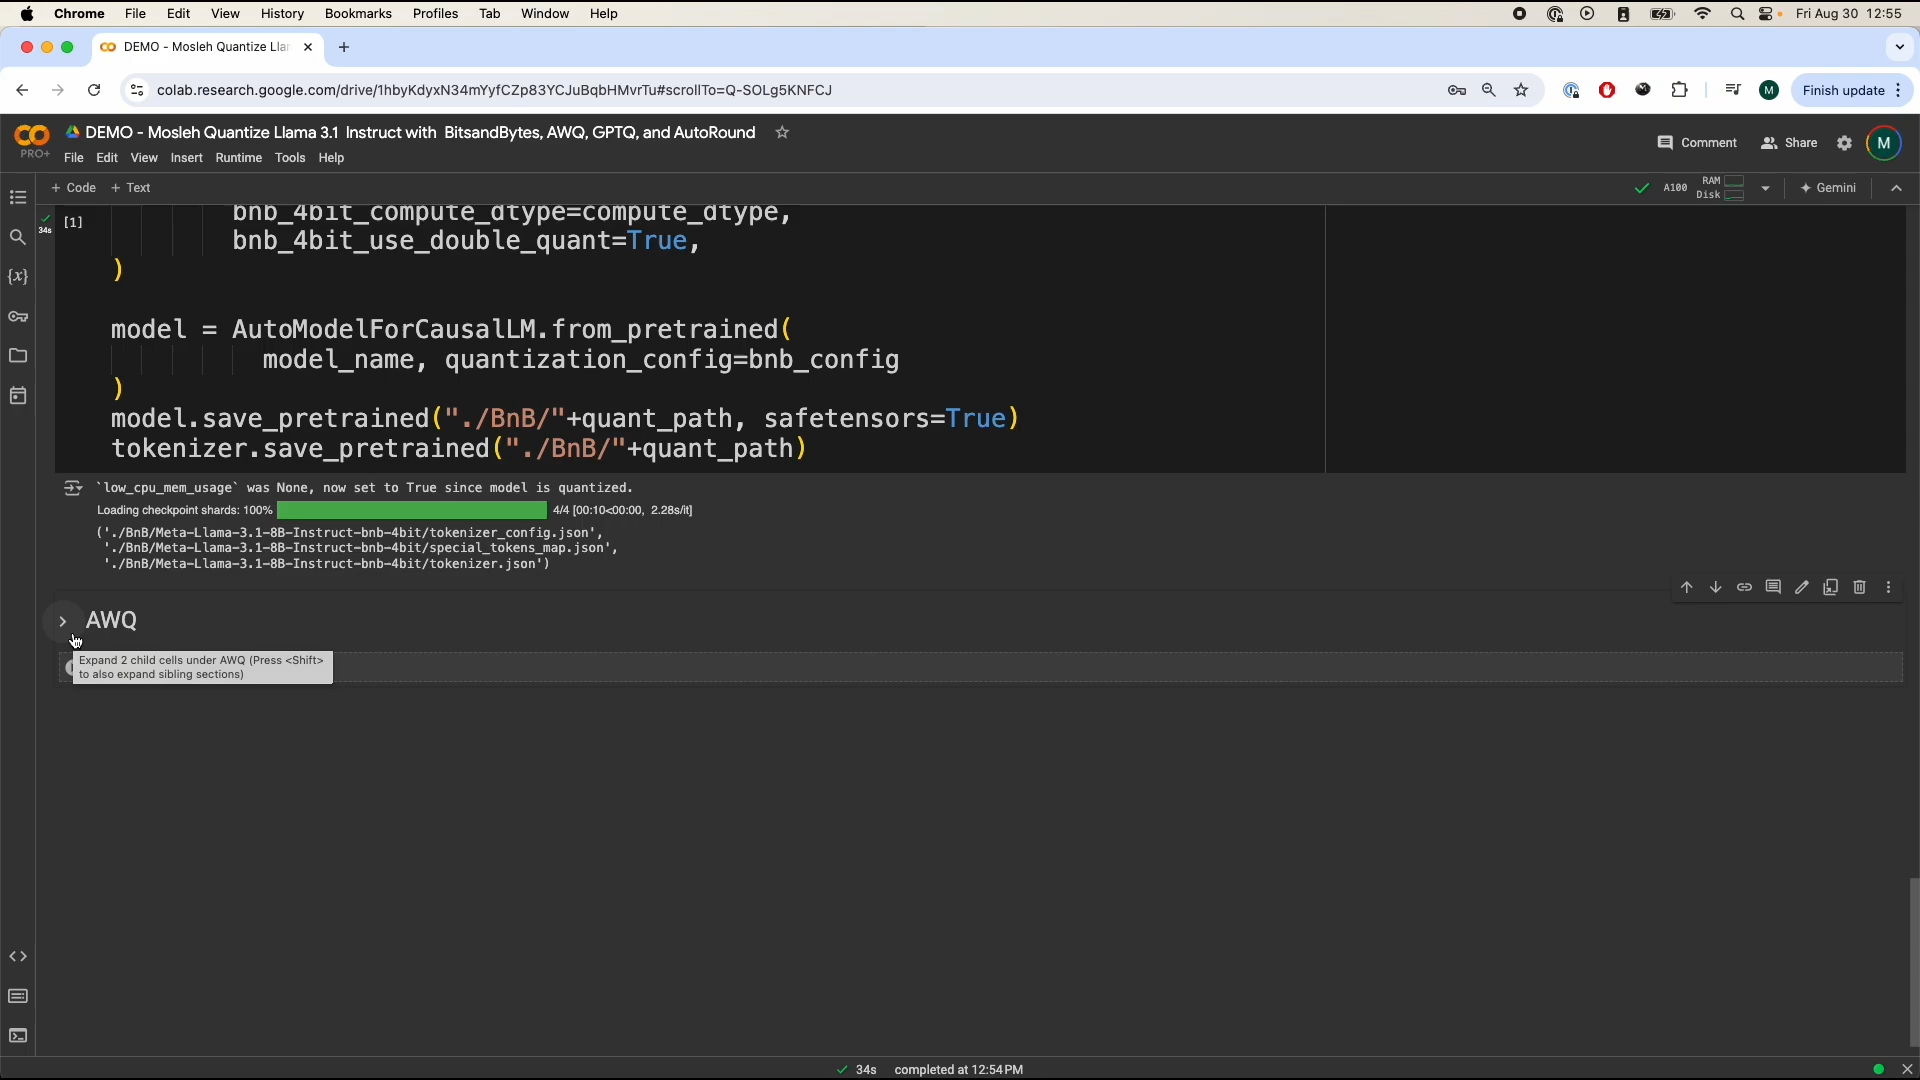 Chrome File Edit View History Bookmarks Profiles Tab Window Help Fri Aug 30 12:55
DEMO - Mosleh Quantize Llar
colab.research.google.com/drive/1hbyKdyxN34mYyfCZp83YCJuBqbHMvrTu#scrollTo=Q-SOLg5KNFCJ M Finish update
DEMO - Mosleh Quantize Llama 3.1 Instruct with BitsandBytes, AWQ, GPTQ, and AutoRound
PRO+ File Edit View Insert Runtime Tools Help Comment Share M
+ Code + Text A100 RAM Disk Gemini
[1] bnb_4bit_compute_dtype=compute_dtype,
34s
bnb_4bit_use_double_quant=True,
)
model = AutoModelForCausalLM.from_pretrained(
model_name, quantization_config=bnb_config
)
model.save_pretrained("./BnB/"+quant_path, safetensors=True)
tokenizer.save_pretrained("./BnB/"+quant_path)
`low_cpu_mem_usage` was None, now set to True since model is quantized.
Loading checkpoint shards: 100% 4/4 [00:10<00:00, 2.28s/it]
('./BnB/Meta-Llama-3.1-8B-Instruct-bnb-4bit/tokenizer_config.json',
'./BnB/Meta-Llama-3.1-8B-Instruct-bnb-4bit/special_tokens_map.json',
'./BnB/Meta-Llama-3.1-8B-Instruct-bnb-4bit/tokenizer.json')
AWQ
Expand 2 child cells under AWQ (Press <Shift>
to also expand sibling sections)
34s completed at 12:54 PM